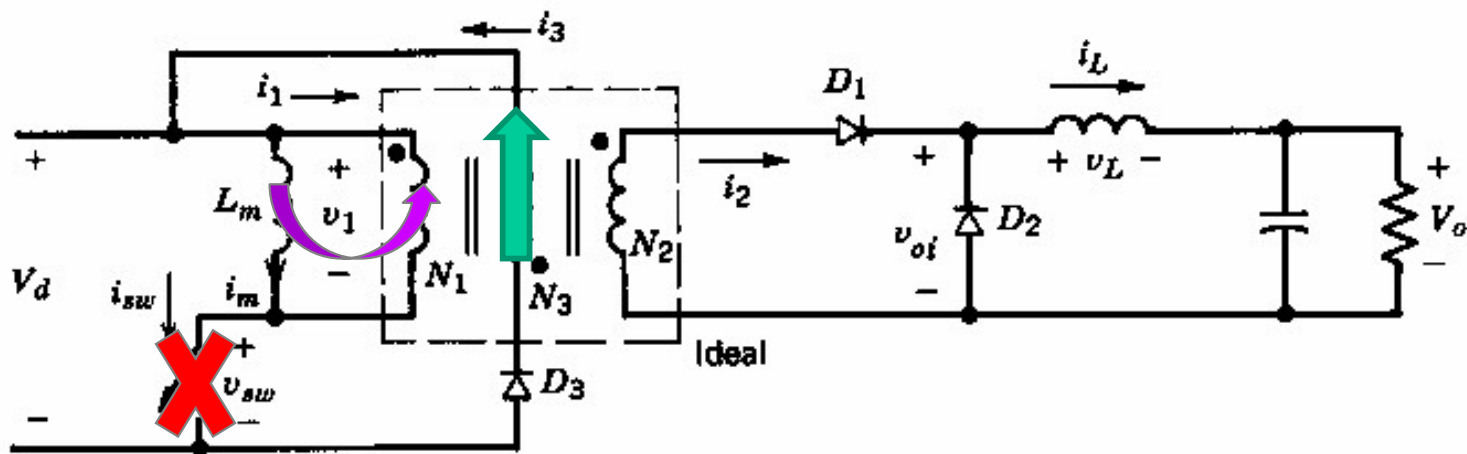 i3
i1
D1
iL
+
+
Lm
v1
i2
+
+ vL -
+
Vd
isw
im
-
N1
N3
N2
voi
D2
Vo
-
-
Ideal
+
vsw
-
D3
-